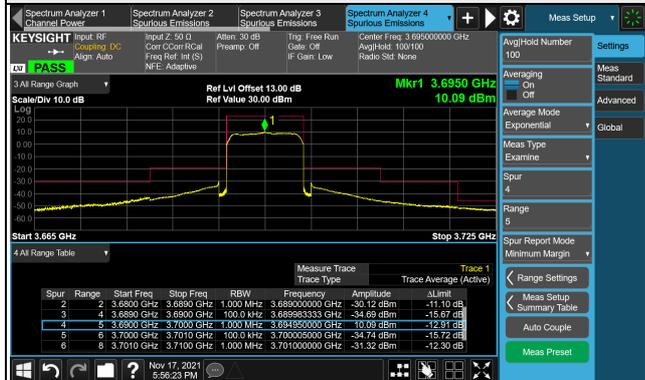 Spectrum Analyzer 1 Spectrum Analyzer 2 Spectrum Analyzer 3 Spectrum Analyzer 4 Meas Setup
Channel Power Spurious Emissions Spurious Emissions Spurious Emissions
KEYSIGHT Input: RF Input Z: 50 Ω Atten: 30 dB Trig: Free Run Center Freq: 3.695000000 GHz
Coupling: DC Corr CCorr RCal Preamp: Off Gate: Off Avg|Hold: 100/100
Align: Auto Freq Ref: Int (S) IF Gain: Low Radio Std: None
NFE: Adaptive
LXI PASS
3 All Range Graph Ref Lvl Offset 13.00 dB Mkr1 3.6950 GHz
Scale/Div 10.0 dB Ref Value 30.00 dBm 10.09 dBm
Log
20.0
10.0
0.00
-10.0
-20.0
-30.0
-40.0
-50.0
-60.0
1
Start 3.665 GHz Stop 3.725 GHz
4 All Range Table
Measure Trace Trace 1
Trace Type Trace Average (Active)
Spur Range Start Freq Stop Freq RBW Frequency Amplitude ΔLimit
2 2 3.6800 GHz 3.6890 GHz 1.000 MHz 3.689000000 GHz -30.12 dBm -11.10 dB
3 4 3.6890 GHz 3.6900 GHz 100.0 kHz 3.689983333 GHz -34.69 dBm -15.67 dB
4 5 3.6900 GHz 3.7000 GHz 1.000 MHz 3.694950000 GHz 10.09 dBm -12.91 dB
5 6 3.7000 GHz 3.7010 GHz 100.0 kHz 3.700005000 GHz -34.74 dBm -15.72 dB
6 8 3.7010 GHz 3.7100 GHz 1.000 MHz 3.701000000 GHz -31.32 dBm -12.30 dB
Avg|Hold Number
100
Averaging
On
Off
Average Mode
Exponential
Meas Type
Examine
Spur
4
Range
5
Spur Report Mode
Minimum Margin
Range Settings
Meas Setup
Summary Table
Auto Couple
Meas Preset
Settings
Meas
Standard
Advanced
Global
?
Nov 17, 2021
5:56:23 PM